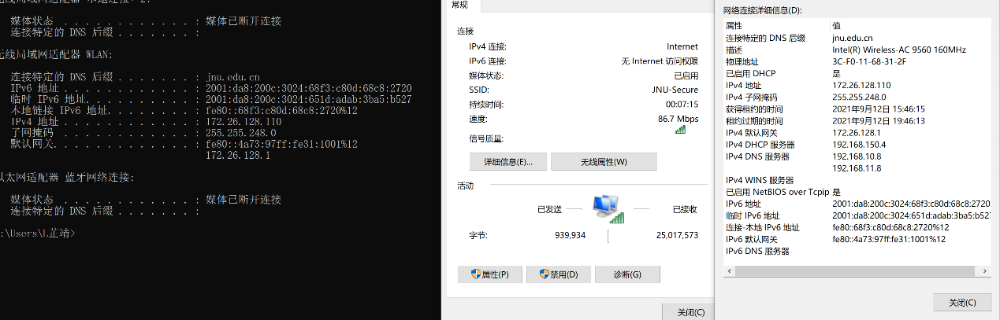 无线局域网适配器 本地连接* 2:
媒体状态 . . . . . . . . . . . . : 媒体已断开连接
连接特定的 DNS 后缀 . . . . . . . :
无线局域网适配器 WLAN:
连接特定的 DNS 后缀 . . . . . . . : jnu.edu.cn
IPv6 地址 . . . . . . . . . . . . : 2001:da8:200c:3024:68f3:c80d:68c8:2720
临时 IPv6 地址. . . . . . . . . . : 2001:da8:200c:3024:651d:adab:3ba5:b527
本地链接 IPv6 地址. . . . . . . . : fe80::68f3:c80d:68c8:2720%12
IPv4 地址 . . . . . . . . . . . . : 172.26.128.110
子网掩码 . . . . . . . . . . . . : 255.255.248.0
默认网关. . . . . . . . . . . . . : fe80::4a73:97ff:fe31:1001%12
172.26.128.1
以太网适配器 蓝牙网络连接:
媒体状态 . . . . . . . . . . . . : 媒体已断开连接
连接特定的 DNS 后缀 . . . . . . . :
:\Users\L芷靖>
常规
连接
IPv4 连接: Internet
IPv6 连接: 无 Internet 访问权限
媒体状态: 已启用
SSID: JNU-Secure
持续时间: 00:07:15
速度: 86.7 Mbps
信号质量:
详细信息(E)... 无线属性(W)
活动
已发送 已接收
字节: 939,934 25,017,573
属性(P) 禁用(D) 诊断(G)
关闭(C)
网络连接详细信息(D):
属性 值
连接特定的 DNS 后缀 jnu.edu.cn
描述 Intel(R) Wireless-AC 9560 160MHz
物理地址 3C-F0-11-68-31-2F
已启用 DHCP 是
IPv4 地址 172.26.128.110
IPv4 子网掩码 255.255.248.0
获得租约的时间 2021年9月12日 15:46:15
租约过期的时间 2021年9月12日 19:46:13
IPv4 默认网关 172.26.128.1
IPv4 DHCP 服务器 192.168.150.4
IPv4 DNS 服务器 192.168.10.8
192.168.11.8
IPv4 WINS 服务器
已启用 NetBIOS over Tcpip 是
IPv6 地址 2001:da8:200c:3024:68f3:c80d:68c8:2720
临时 IPv6 地址 2001:da8:200c:3024:651d:adab:3ba5:b527
连接-本地 IPv6 地址 fe80::68f3:c80d:68c8:2720%12
IPv6 默认网关 fe80::4a73:97ff:fe31:1001%12
IPv6 DNS 服务器
关闭(C)